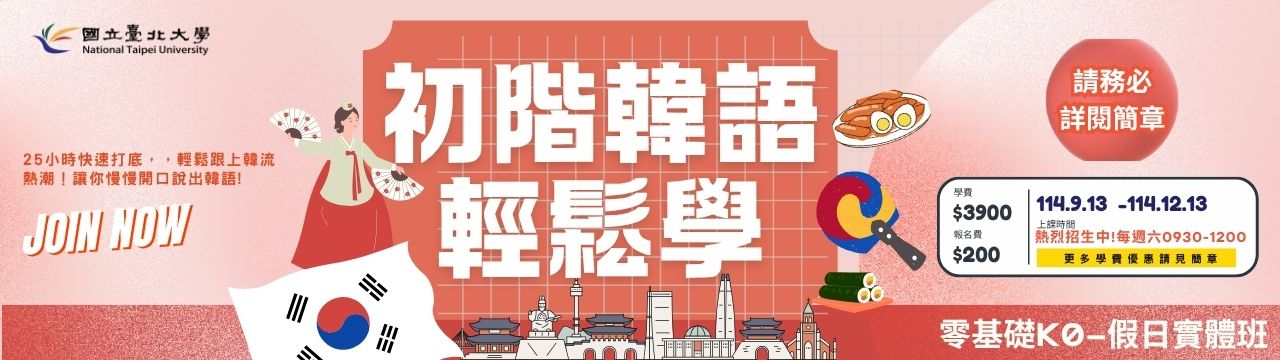 國立臺北大學
National Taipei University
初階韓語
輕鬆學
25小時快速打底，，輕鬆跟上韓流
熱潮！讓你慢慢開口說出韓語!
JOIN NOW
請務必
詳閱簡章
學費
$3900
報名費
$200
114.9.13 -114.12.13
上課時間
熱烈招生中!每週六0930-1200
更多學費優惠請見簡章
零基礎K0-假日實體班